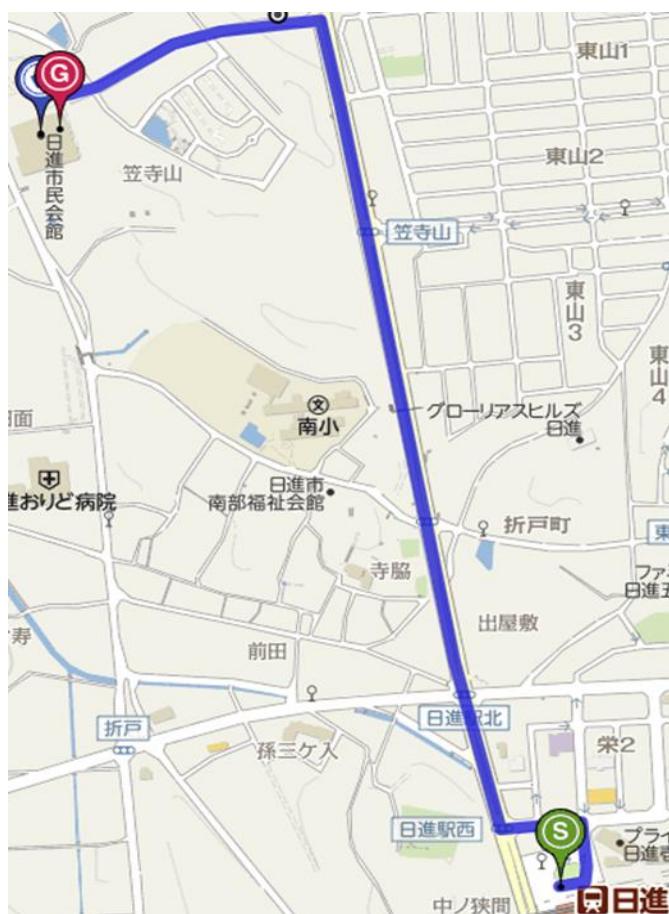 東山1
G
日進市民会館
笠寺山
東山2
笠寺山
東山3
東山4
グローリアスヒルズ
日進
文
南小
日進市
南部福祉会館
進おりど病院
折戸町
寺脇
出屋敷
前田
日進駅北
折戸
孫三ケ入
栄2
日進駅西
S
プライ
中ノ狭間
日進